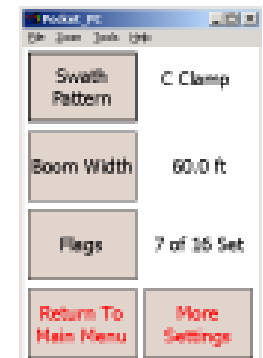 Pocket_PC
File Zoom Tools Help
Swath
Pattern
C Clamp
Boom Width
60.0 ft
Flags
7 of 16 Set
Return To
Main Menu
More
Settings